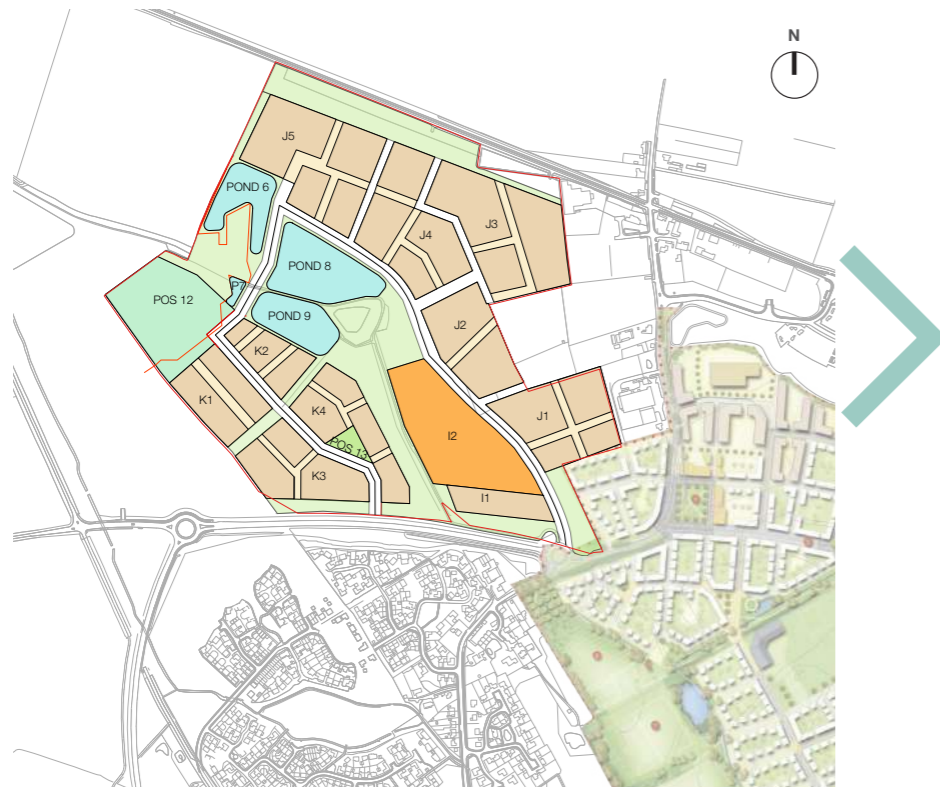 N
J5
POND 6
J3
J4
POND 8
P7
POS 12
POND 9
J2
K2
K1
K4
J1
I2
POS 13
K3
I1